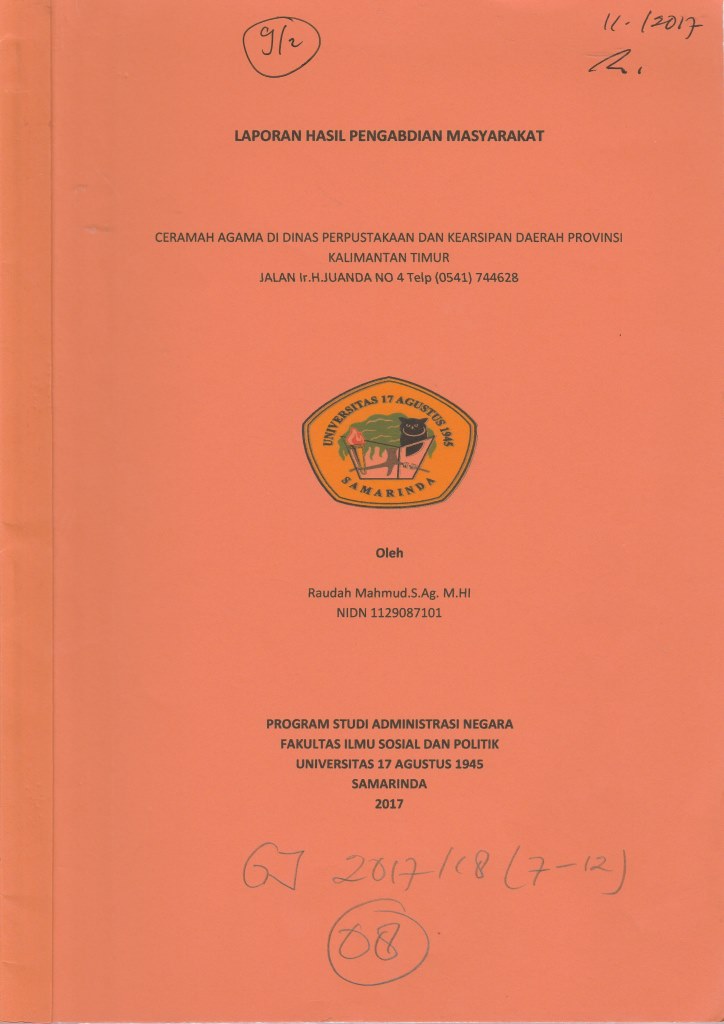 9/2
11-/2017
LAPORAN HASIL PENGABDIAN MASYARAKAT
CERAMAH AGAMA DI DINAS PERPUSTAKAAN DAN KEARSIPAN DAERAH PROVINSI
KALIMANTAN TIMUR
JALAN Ir.H.JUANDA NO 4 Telp (0541) 744628
UNIVERSITAS 17 AGUSTUS 1945
SAMARINDA
Oleh
Raudah Mahmud.S.Ag. M.HI
NIDN 1129087101
PROGRAM STUDI ADMINISTRASI NEGARA
FAKULTAS ILMU SOSIAL DAN POLITIK
UNIVERSITAS 17 AGUSTUS 1945
SAMARINDA
2017
GJ 2017/18 (7-12)
08